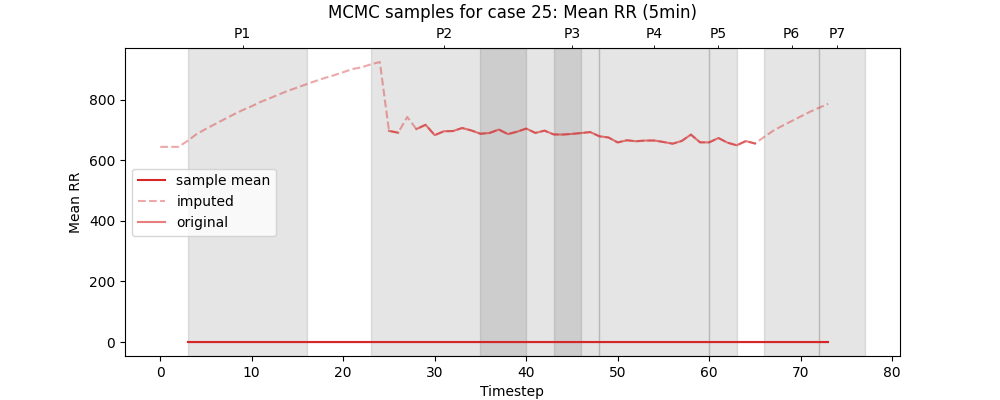 MCMC samples for case 25: Mean RR (5min)
P1 P2 P3 P4 P5 P6 P7
800
600
400
200
0
Mean RR
sample mean
imputed
original
0 10 20 30 40 50 60 70 80
Timestep